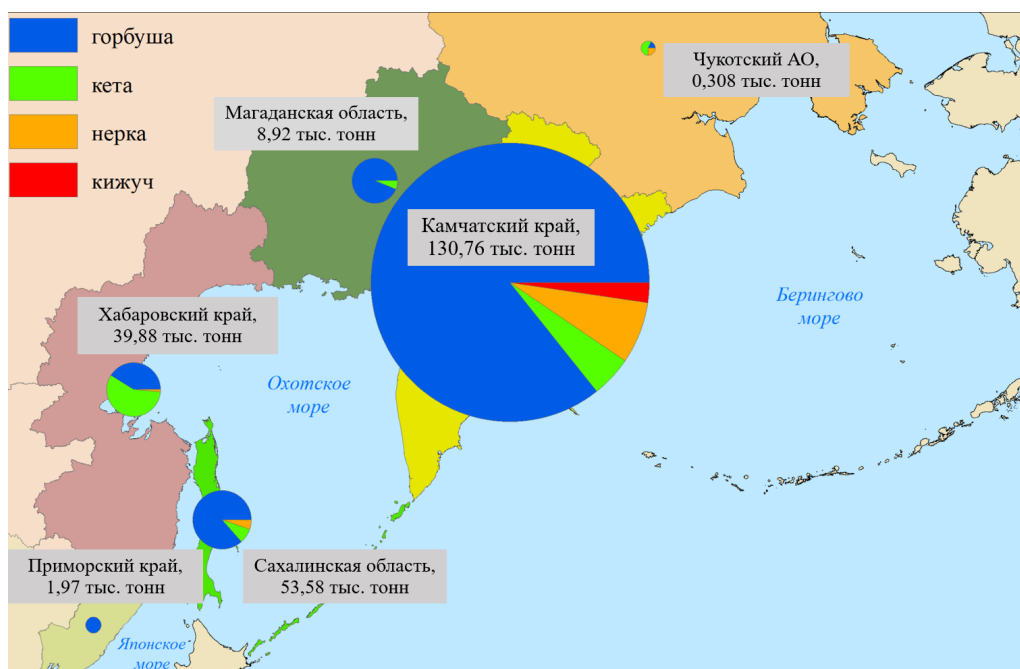 горбуша
кета
нерка
кижуч
Чукотский АО,
0,308 тыс. тонн
Магаданская область,
8,92 тыс. тонн
Камчатский край,
130,76 тыс. тонн
Хабаровский край,
39,88 тыс. тонн
Берингово
море
Охотское
море
Приморский край,
1,97 тыс. тонн
Сахалинская область,
53,58 тыс. тонн
Японское
море